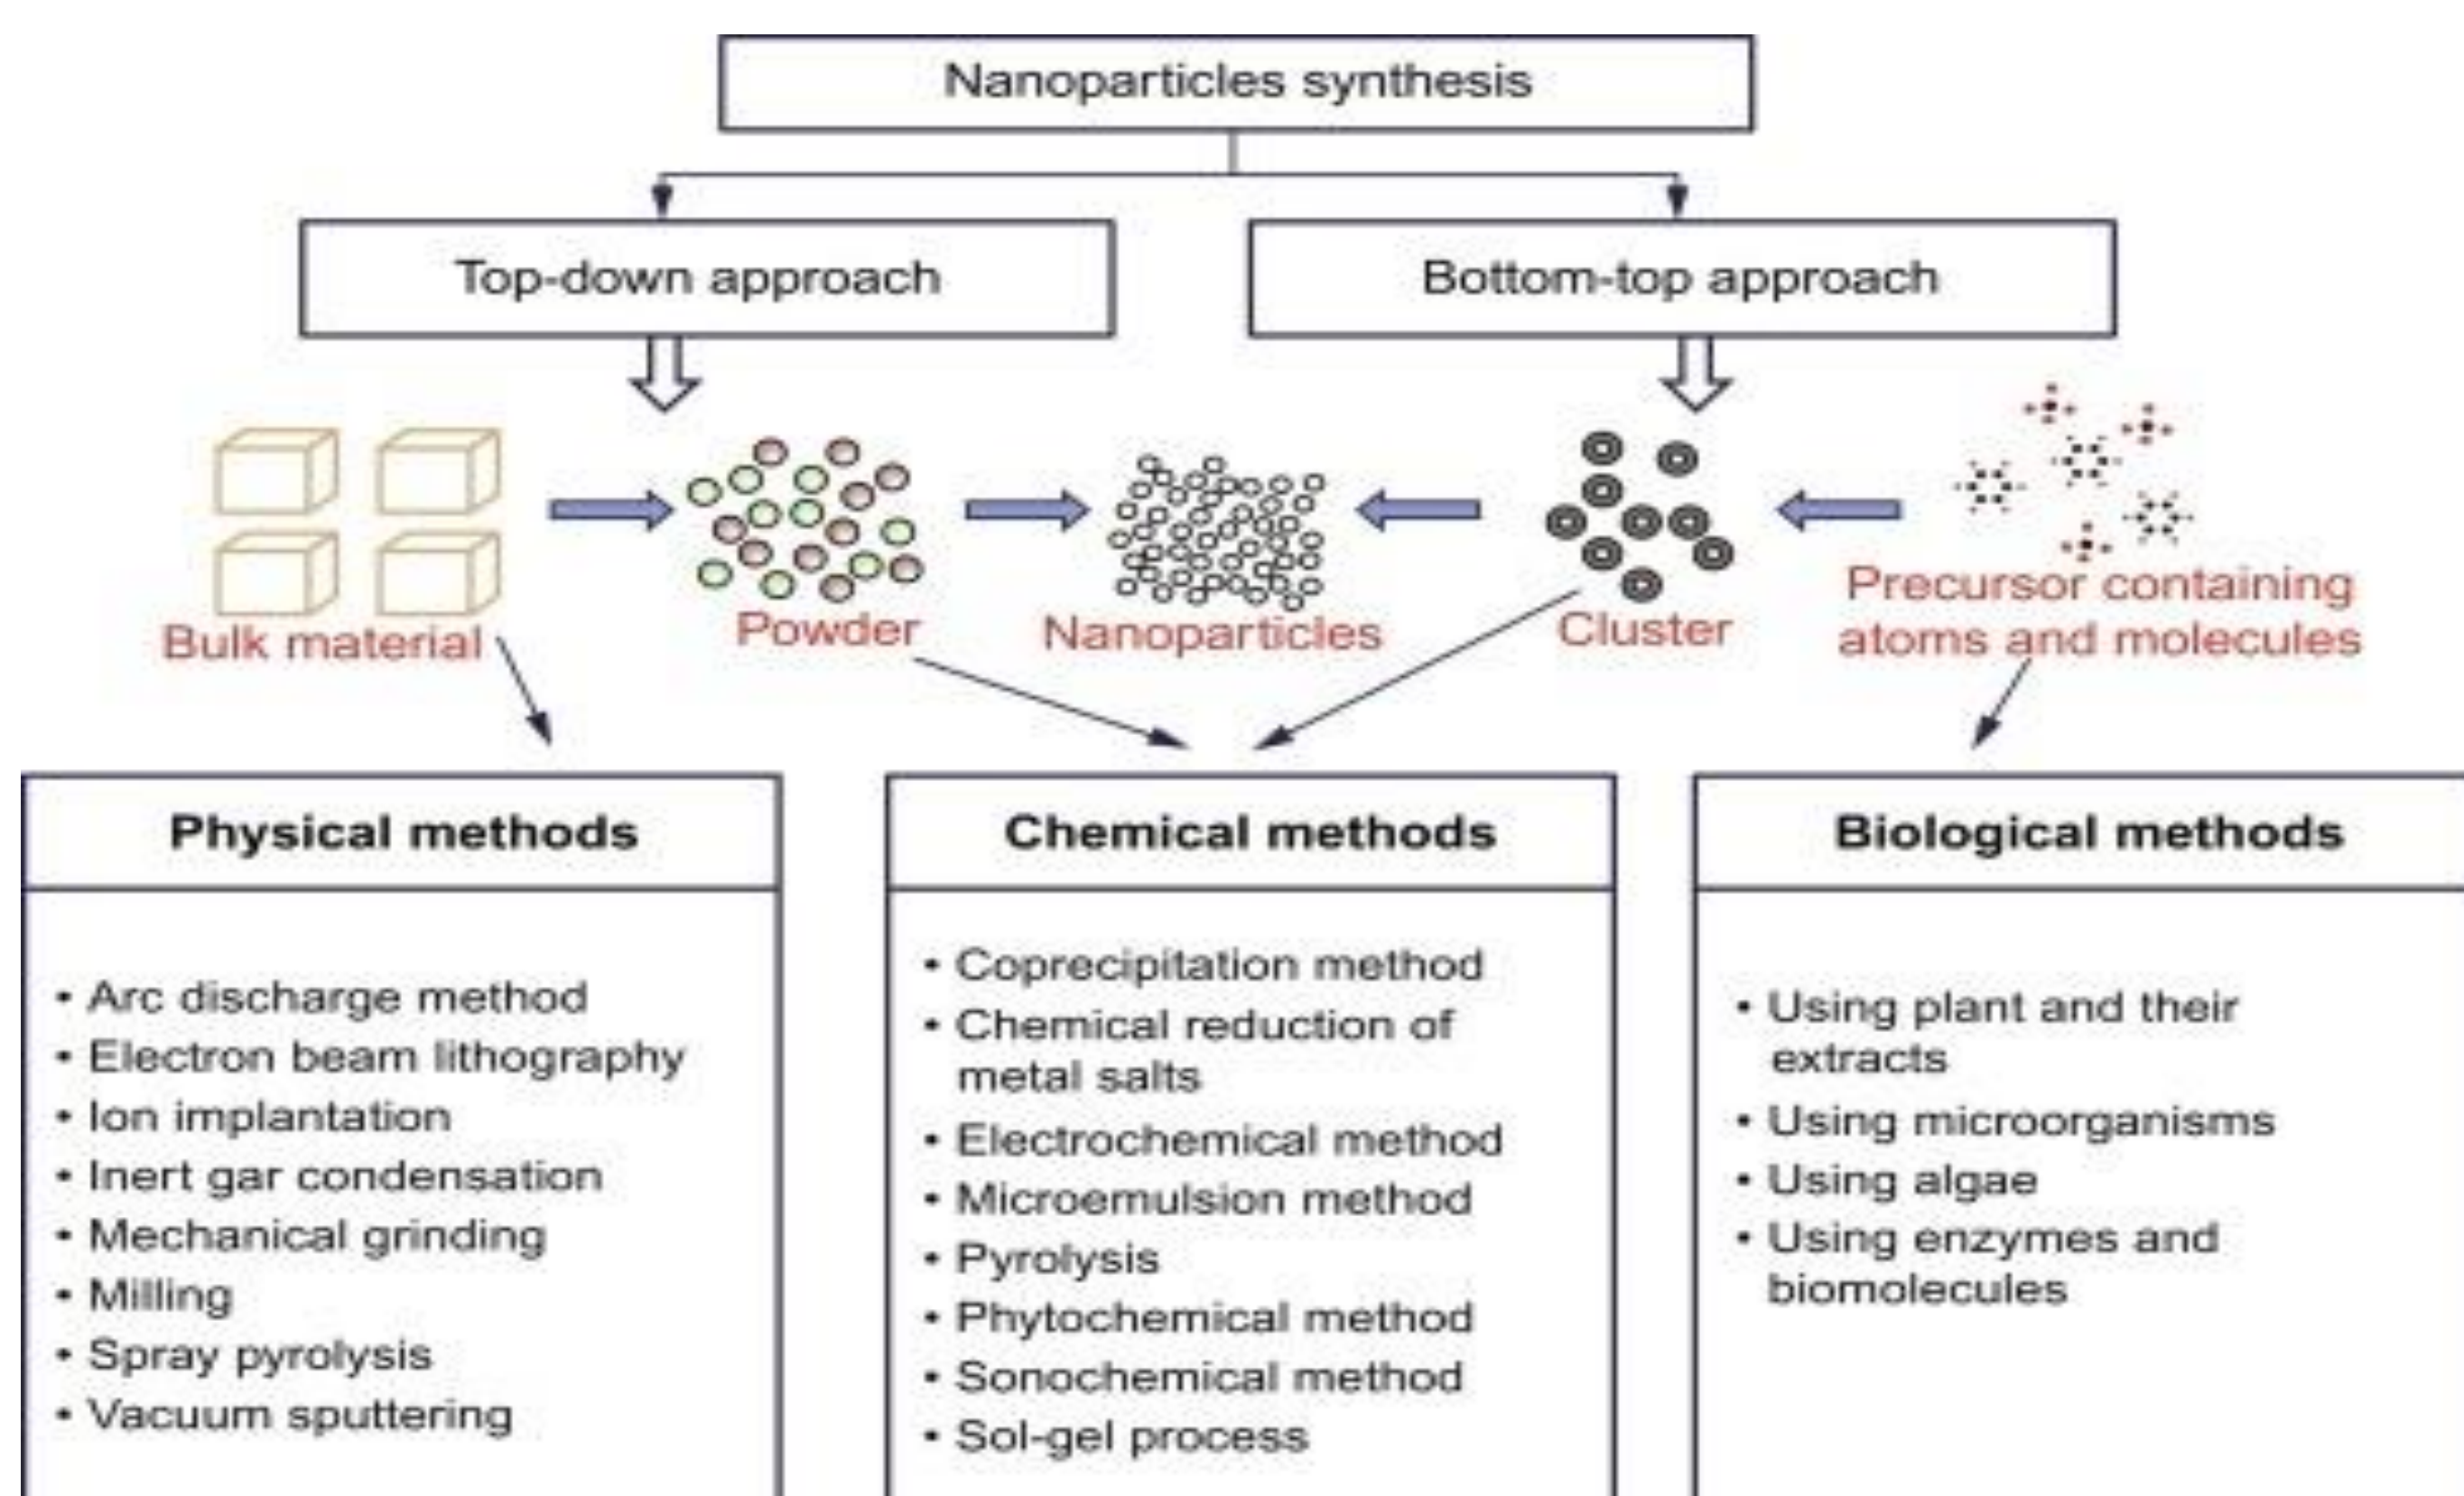 Nanoparticles synthesis
Top-down approach
Bottom-top approach
Bulk material
Powder
Nanoparticles
Cluster
Precursor containing
atoms and molecules
Physical methods
• Arc discharge method
• Electron beam lithography
• Ion implantation
• Inert gar condensation
• Mechanical grinding
• Milling
• Spray pyrolysis
• Vacuum sputtering
Chemical methods
• Coprecipitation method
• Chemical reduction of
metal salts
• Electrochemical method
• Microemulsion method
• Pyrolysis
• Phytochemical method
• Sonochemical method
• Sol-gel process
Biological methods
• Using plant and their
extracts
• Using microorganisms
• Using algae
• Using enzymes and
biomolecules